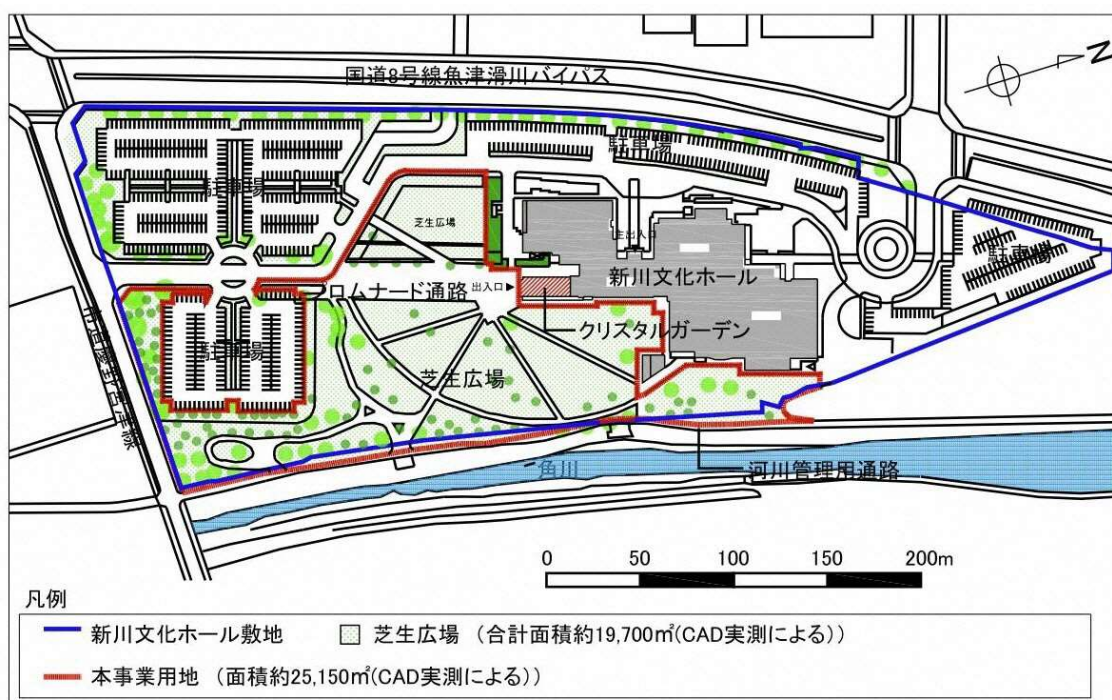 国道8号線魚津滑川バイパス
N
駐車場
駐車場
芝生広場
主出入口
新川文化ホール
駐車場
出入口
プロムナード通路
クリスタルガーデン
駐車場
芝生広場
角川
河川管理用通路
0 50 100 150 200m
凡例
新川文化ホール敷地
芝生広場 (合計面積約19,700㎡(CAD実測による))
本事業用地 (面積約25,150㎡(CAD実測による))